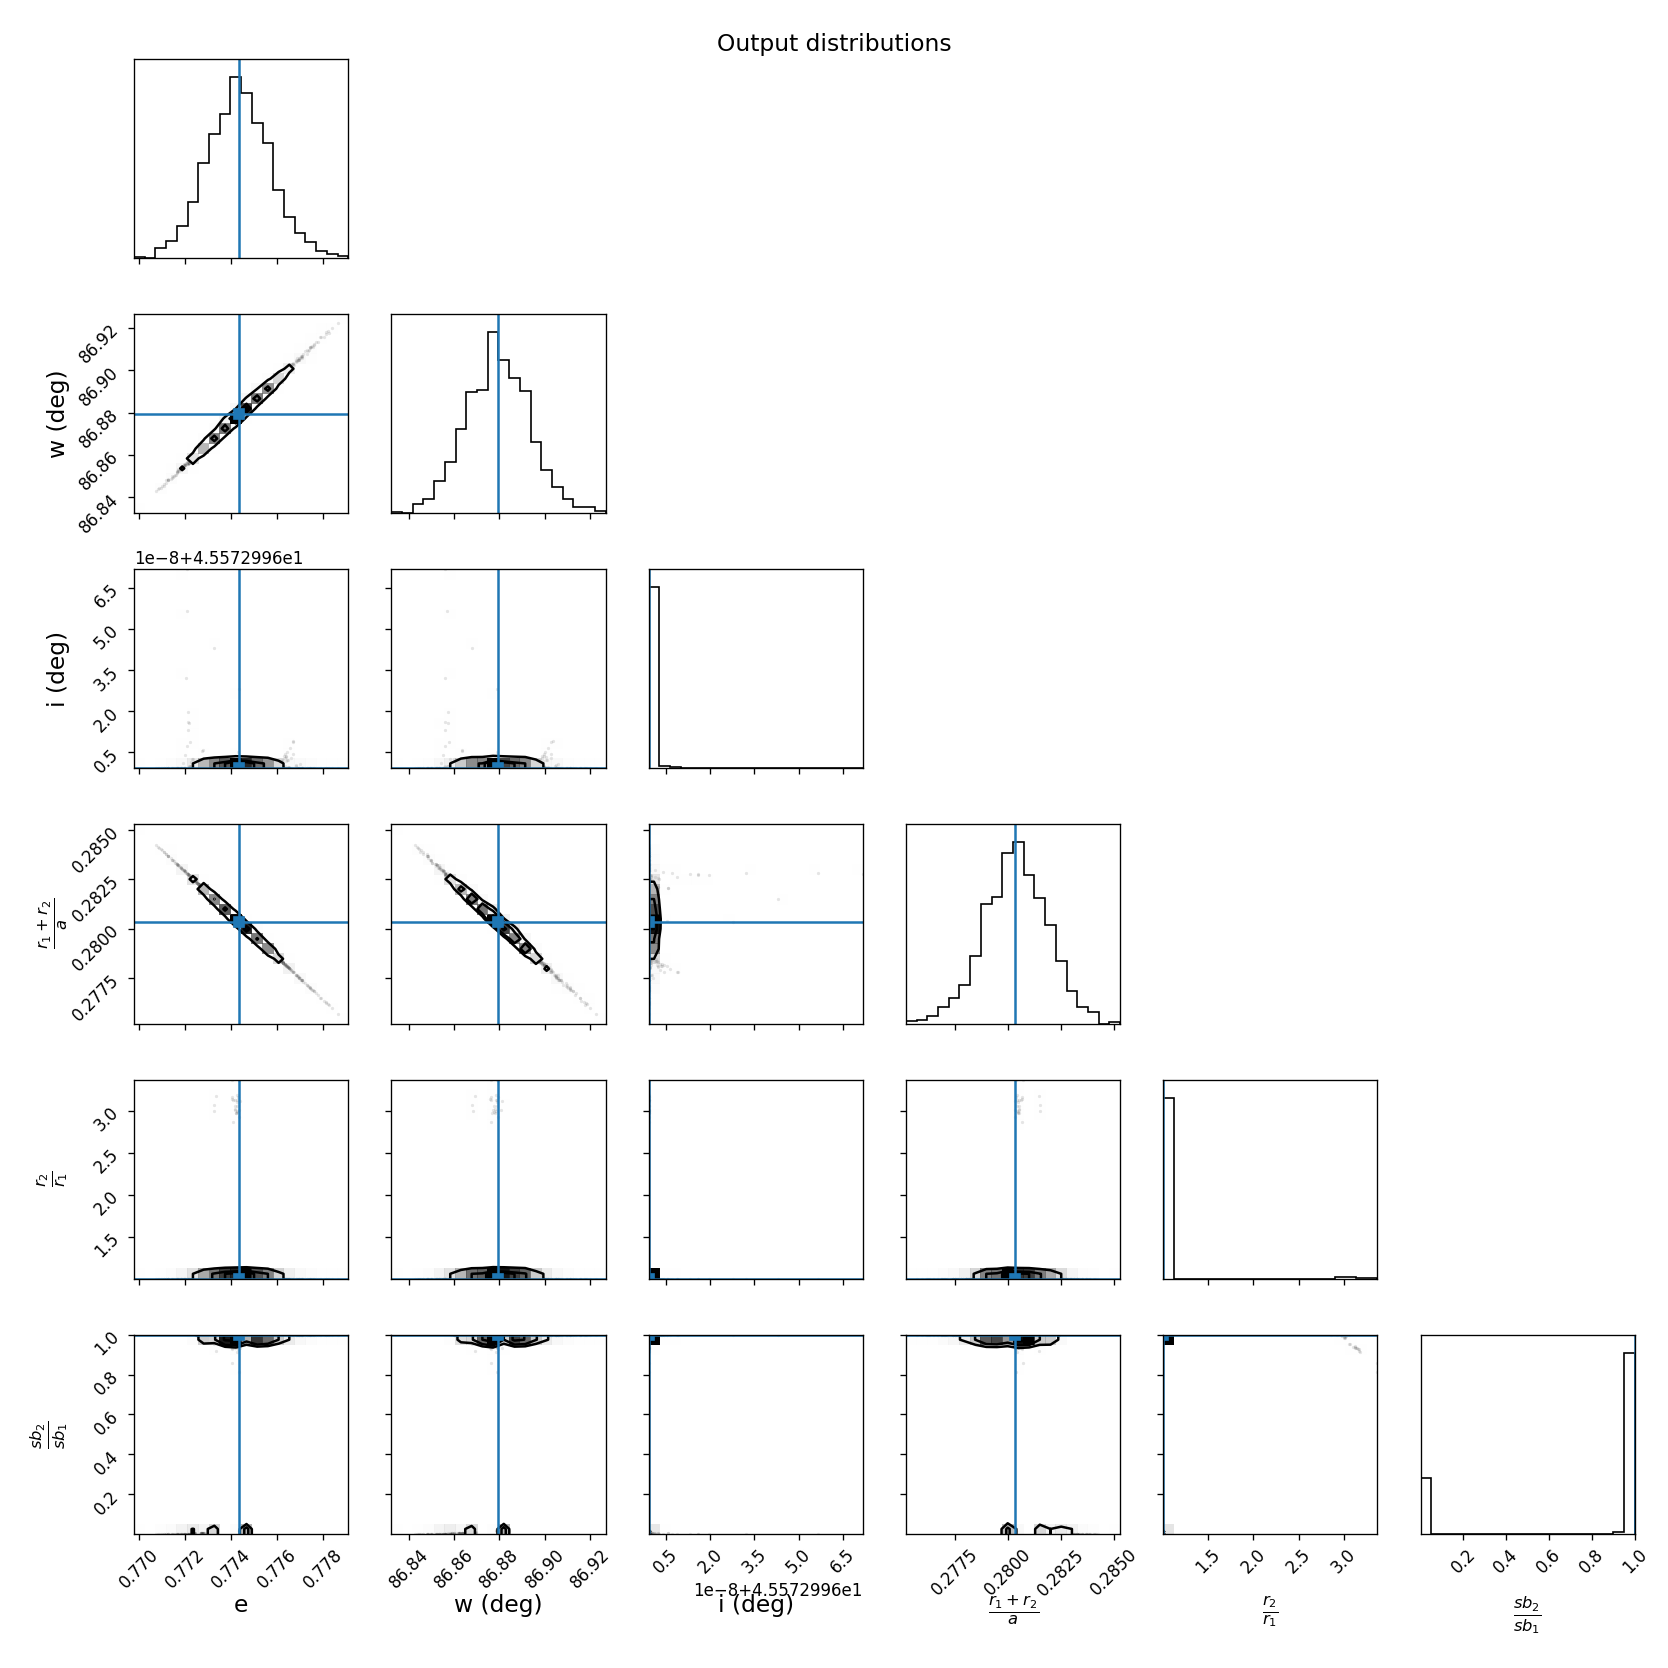 Output distributions
w (deg)
86.92
86.90
86.88
86.86
86.84
1e−8+4.5572996e1
i (deg)
6.5
5.0
3.5
2.0
0.5
r₁ + r₂
a
0.2850
0.2825
0.2800
0.2775
r₂
r₁
3.0
2.5
2.0
1.5
sb₂
sb₁
1.0
0.8
0.6
0.4
0.2
0.770 0.772 0.774 0.776 0.778
86.84 86.86 86.88 86.90 86.92
0.5 2.0 3.5 5.0 6.5
0.2775 0.2800 0.2825 0.2850
1.5 2.0 2.5 3.0
0.2 0.4 0.6 0.8 1.0
1e−8+4.5572996e1
e
w (deg)
i (deg)
r₁ + r₂
a
r₂
r₁
sb₂
sb₁